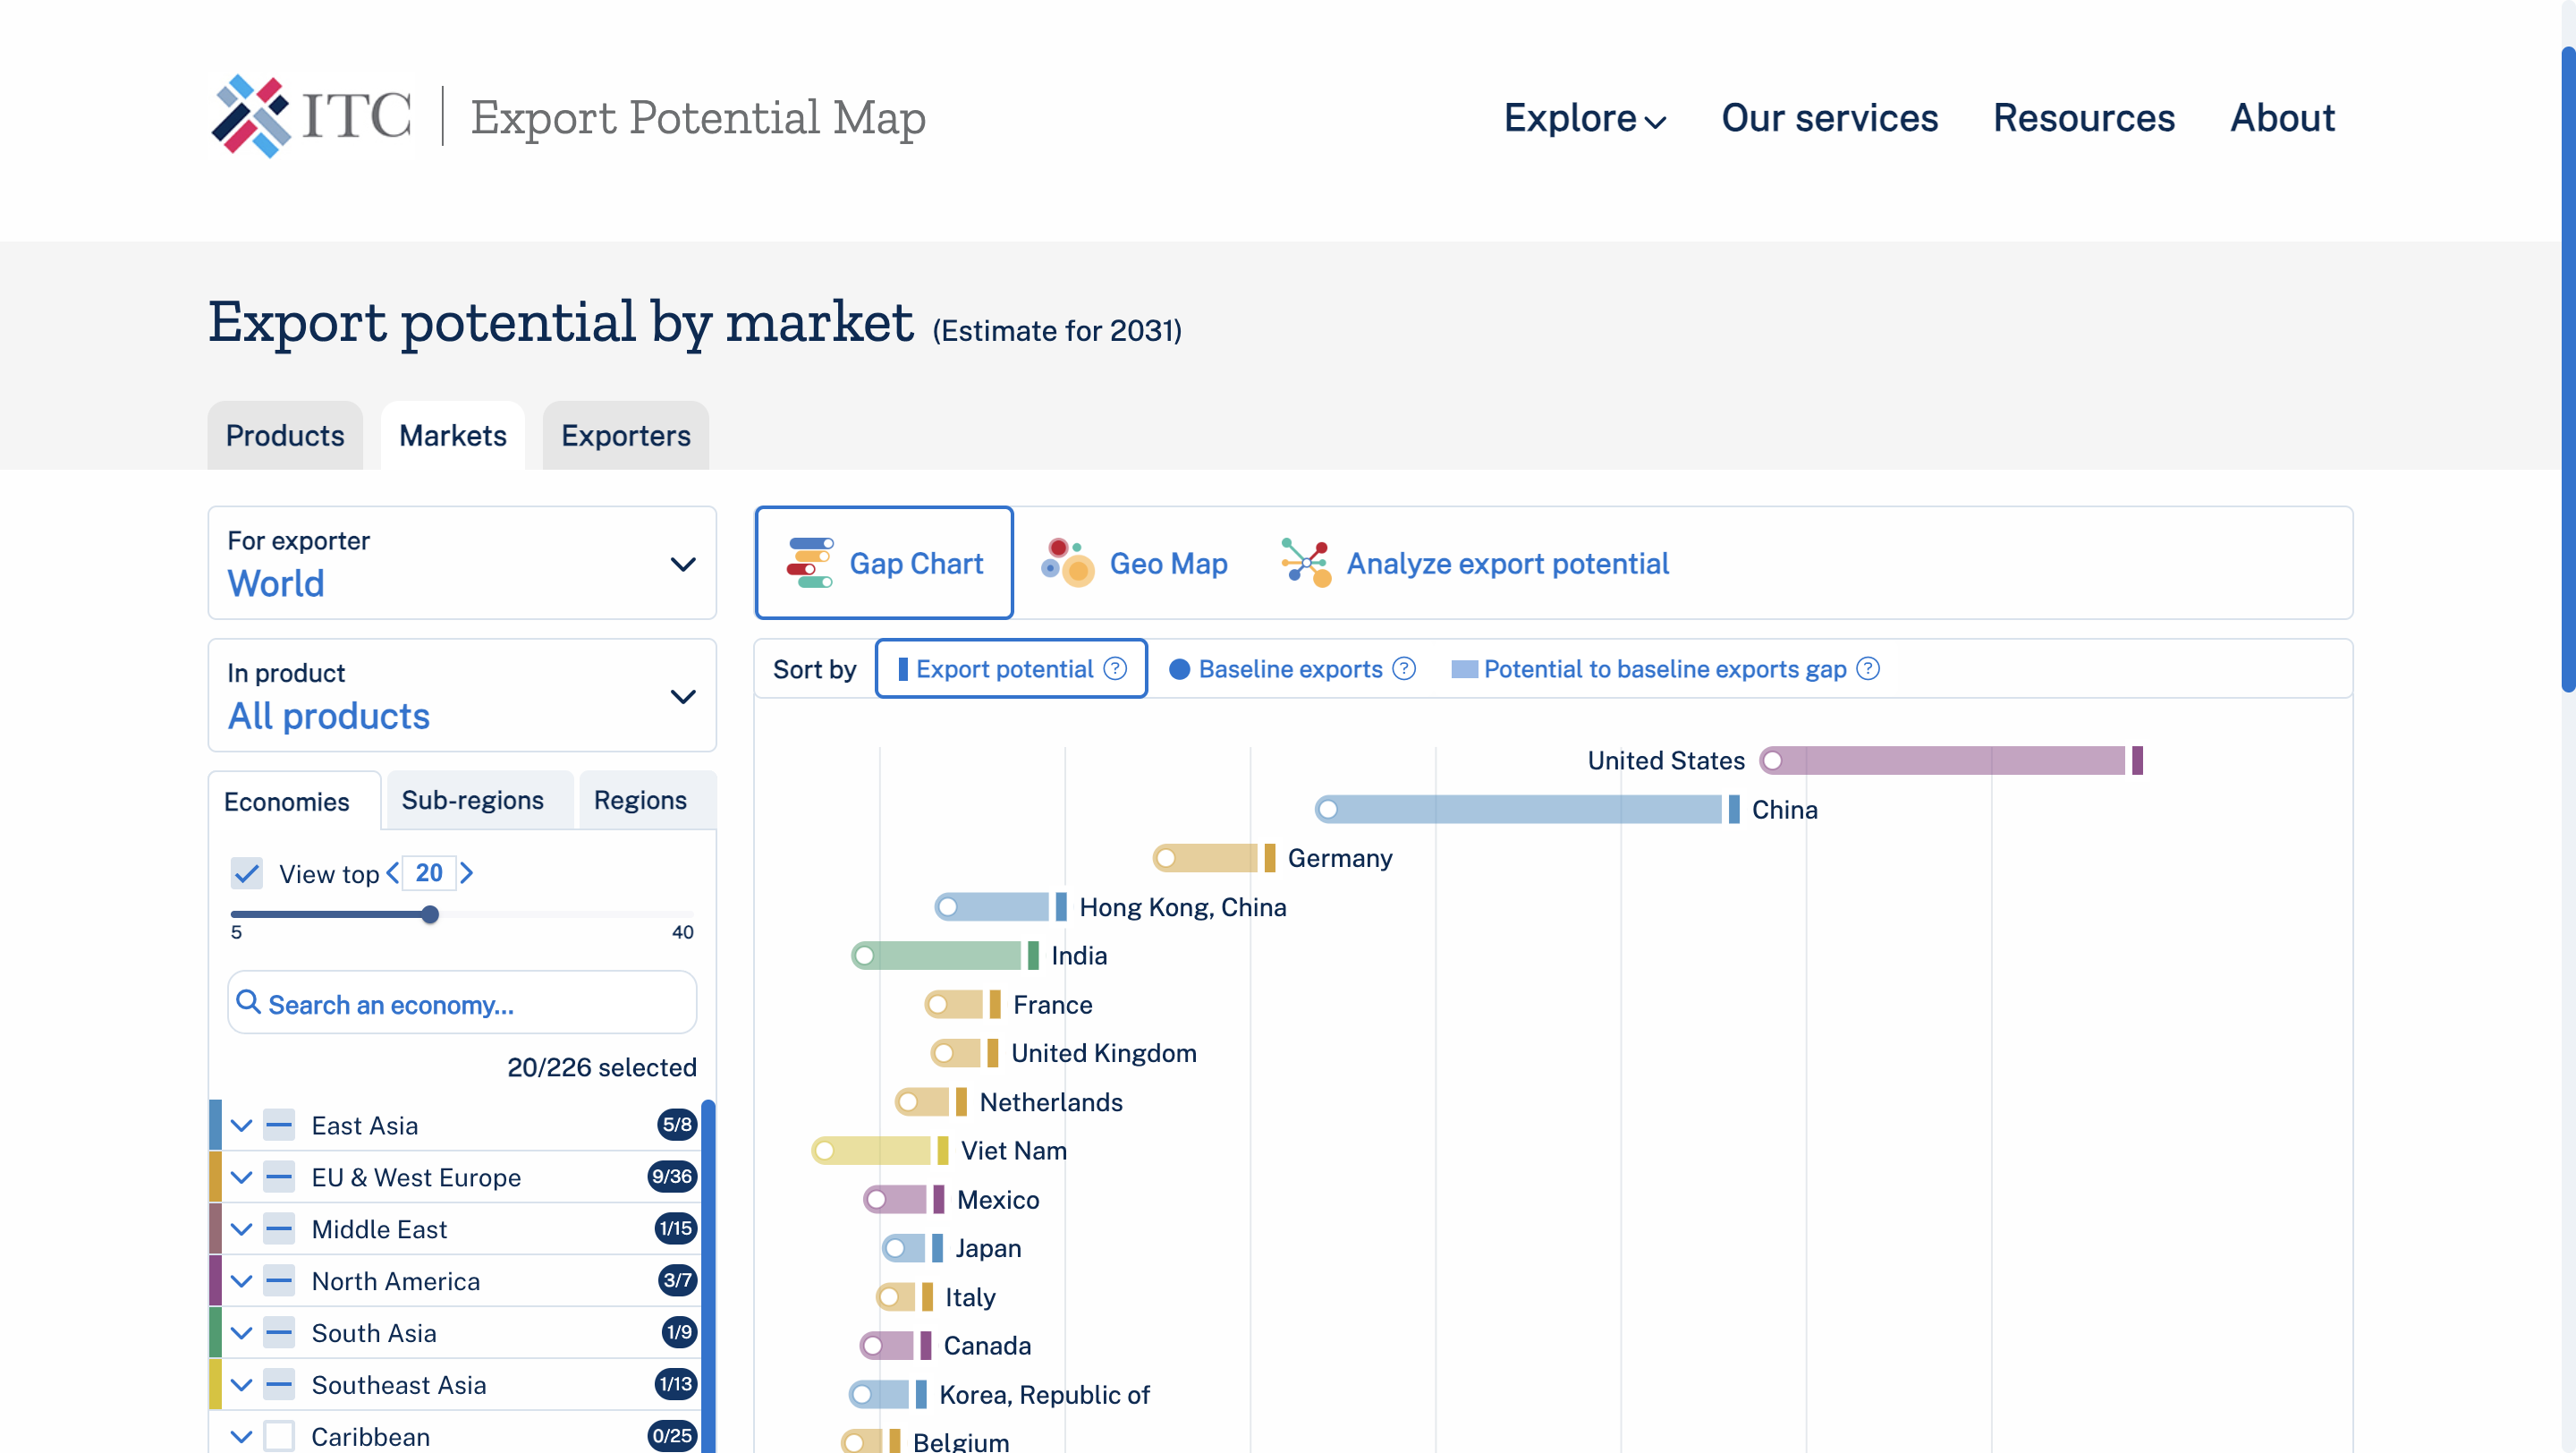 ITC Export Potential Map
Explore Our services Resources About
Export potential by market (Estimate for 2031)
Products Markets Exporters
For exporter
World
In product
All products
Economies Sub-regions Regions
View top 20
5 40
Search an economy...
20/226 selected
East Asia 5/8
EU & West Europe 9/36
Middle East 1/15
North America 3/7
South Asia 1/9
Southeast Asia 1/13
Caribbean 0/25
Gap Chart Geo Map Analyze export potential
Sort by Export potential ? Baseline exports ? Potential to baseline exports gap ?
United States
China
Germany
Hong Kong, China
India
France
United Kingdom
Netherlands
Viet Nam
Mexico
Japan
Italy
Canada
Korea, Republic of
Belgium